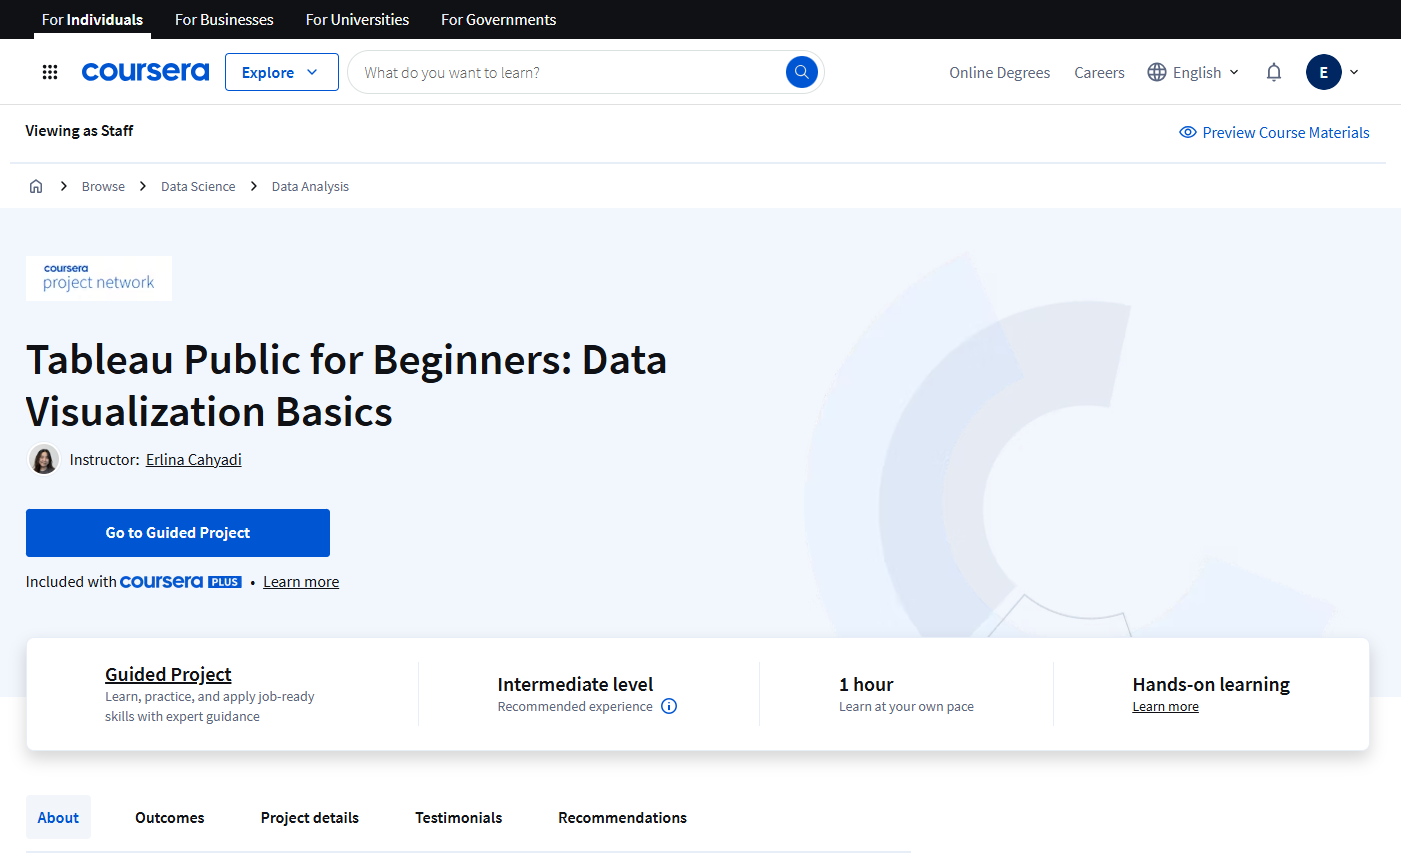 For Individuals For Businesses For Universities For Governments
coursera Explore What do you want to learn? Online Degrees Careers English E
Viewing as Staff Preview Course Materials
Browse Data Science Data Analysis
coursera
project network
Tableau Public for Beginners: Data
Visualization Basics
Instructor: Erlina Cahyadi
Go to Guided Project
Included with coursera PLUS • Learn more
Guided Project
Learn, practice, and apply job-ready
skills with expert guidance
Intermediate level
Recommended experience
1 hour
Learn at your own pace
Hands-on learning
Learn more
About Outcomes Project details Testimonials Recommendations